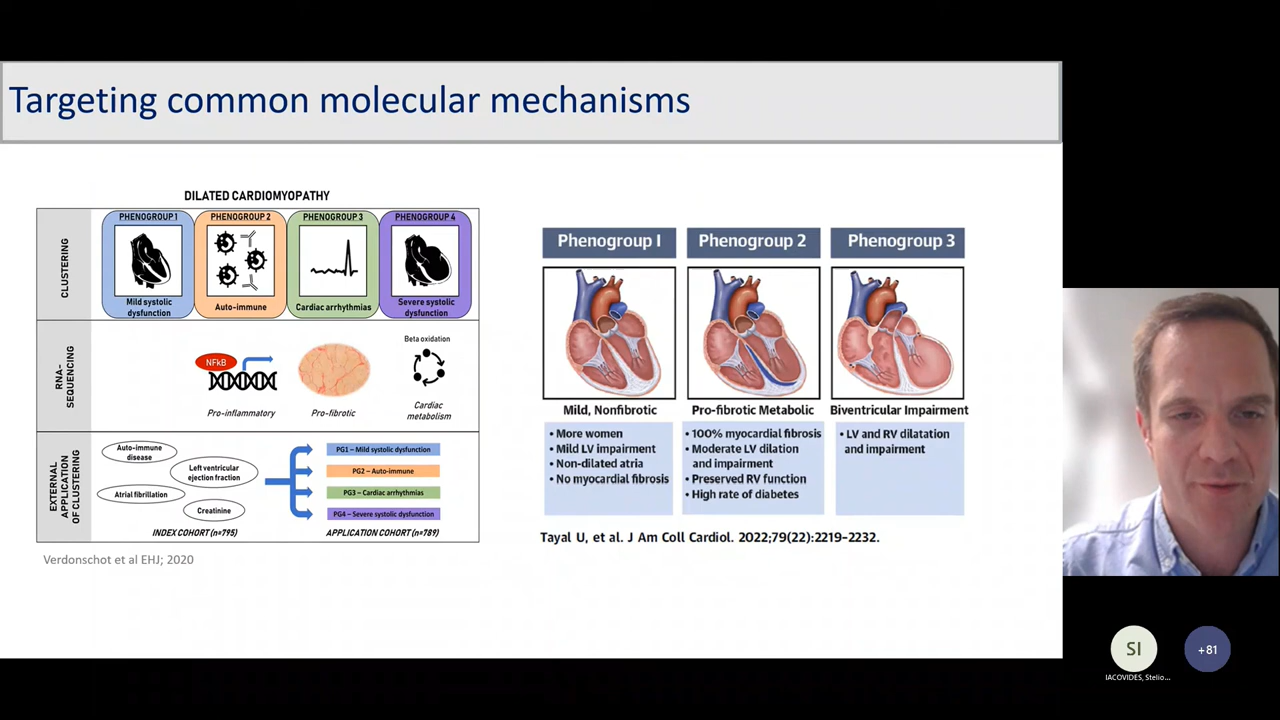 Targeting common molecular mechanisms
DILATED CARDIOMYOPATHY
CLUSTERING
PHENOGROUP 1
PHENOGROUP 2
PHENOGROUP 3
PHENOGROUP 4
Mild systolic
dysfunction
Auto-immune
Cardiac arrhythmias
Severe systolic
dysfunction
RNA-
SEQUENCING
NFkB
Pro-inflammatory
Pro-fibrotic
Beta oxidation
Cardiac
metabolism
EXTERNAL
APPLICATION
OF CLUSTERING
Auto-immune
disease
Left ventricular
ejection fraction
Atrial fibrillation
Creatinine
INDEX COHORT (n=795)
PG1 – Mild systolic dysfunction
PG2 – Auto-immune
PG3 – Cardiac arrhythmias
PG4 – Severe systolic dysfunction
APPLICATION COHORT (n=789)
Verdonschot et al EHJ; 2020
Phenogroup 1
Phenogroup 2
Phenogroup 3
Mild, Nonfibrotic
Pro-fibrotic Metabolic
Biventricular Impairment
• More women
• Mild LV impairment
• Non-dilated atria
• No myocardial fibrosis
• 100% myocardial fibrosis
• Moderate LV dilation
and impairment
• Preserved RV function
• High rate of diabetes
• LV and RV dilatation
and impairment
Tayal U, et al. J Am Coll Cardiol. 2022;79(22):2219–2232.
SI
+81
IACOVIDES, Stelio...